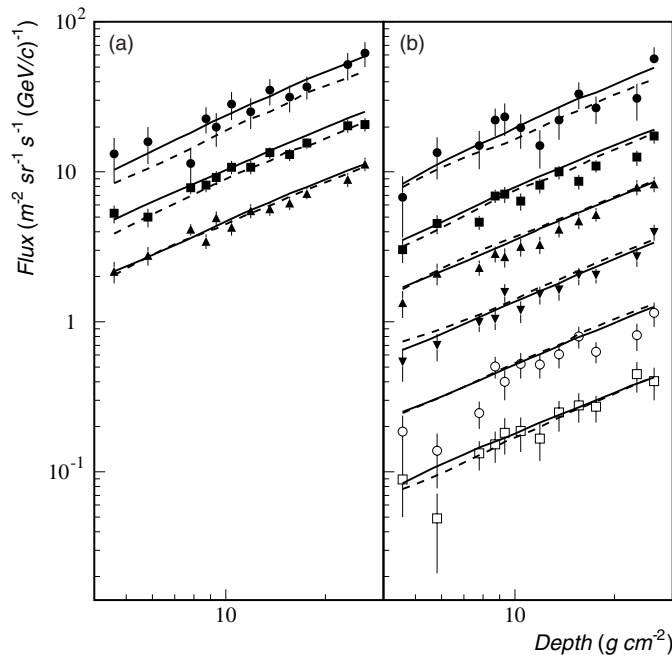 (a)
(b)
Flux (m⁻² sr⁻¹ s⁻¹ (GeV/c)⁻¹)
10²
10
1
10⁻¹
10
10
Depth (g cm⁻²)